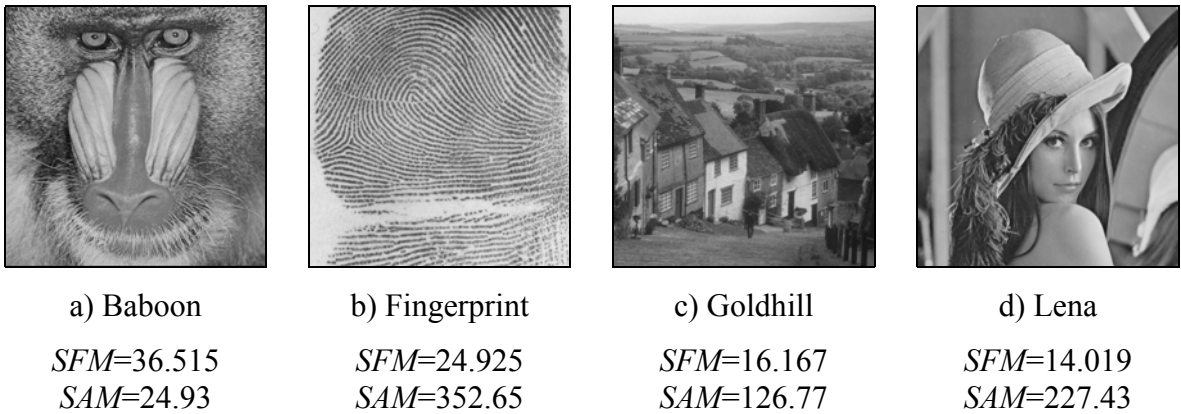 a) Baboon
SFM=36.515
SAM=24.93
b) Fingerprint
SFM=24.925
SAM=352.65
c) Goldhill
SFM=16.167
SAM=126.77
d) Lena
SFM=14.019
SAM=227.43